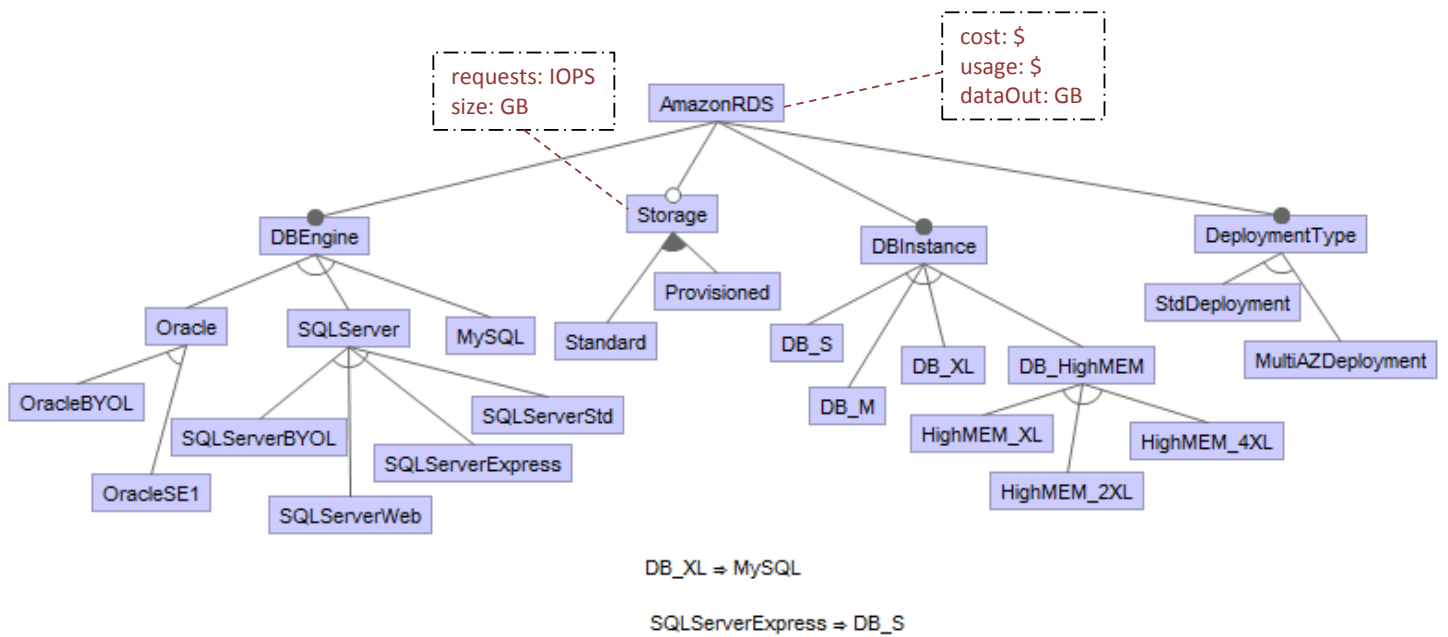 cost: $
usage: $
dataOut: GB
requests: IOPS
size: GB
AmazonRDS
DBEngine
Storage
DBInstance
DeploymentType
Oracle
SQLServer
MySQL
Standard
Provisioned
DB_S
DB_M
DB_XL
DB_HighMEM
StdDeployment
MultiAZDeployment
OracleBYOL
OracleSE1
SQLServerBYOL
SQLServerWeb
SQLServerExpress
SQLServerStd
HighMEM_XL
HighMEM_2XL
HighMEM_4XL
DB_XL ⇒ MySQL
SQLServerExpress ⇒ DB_S